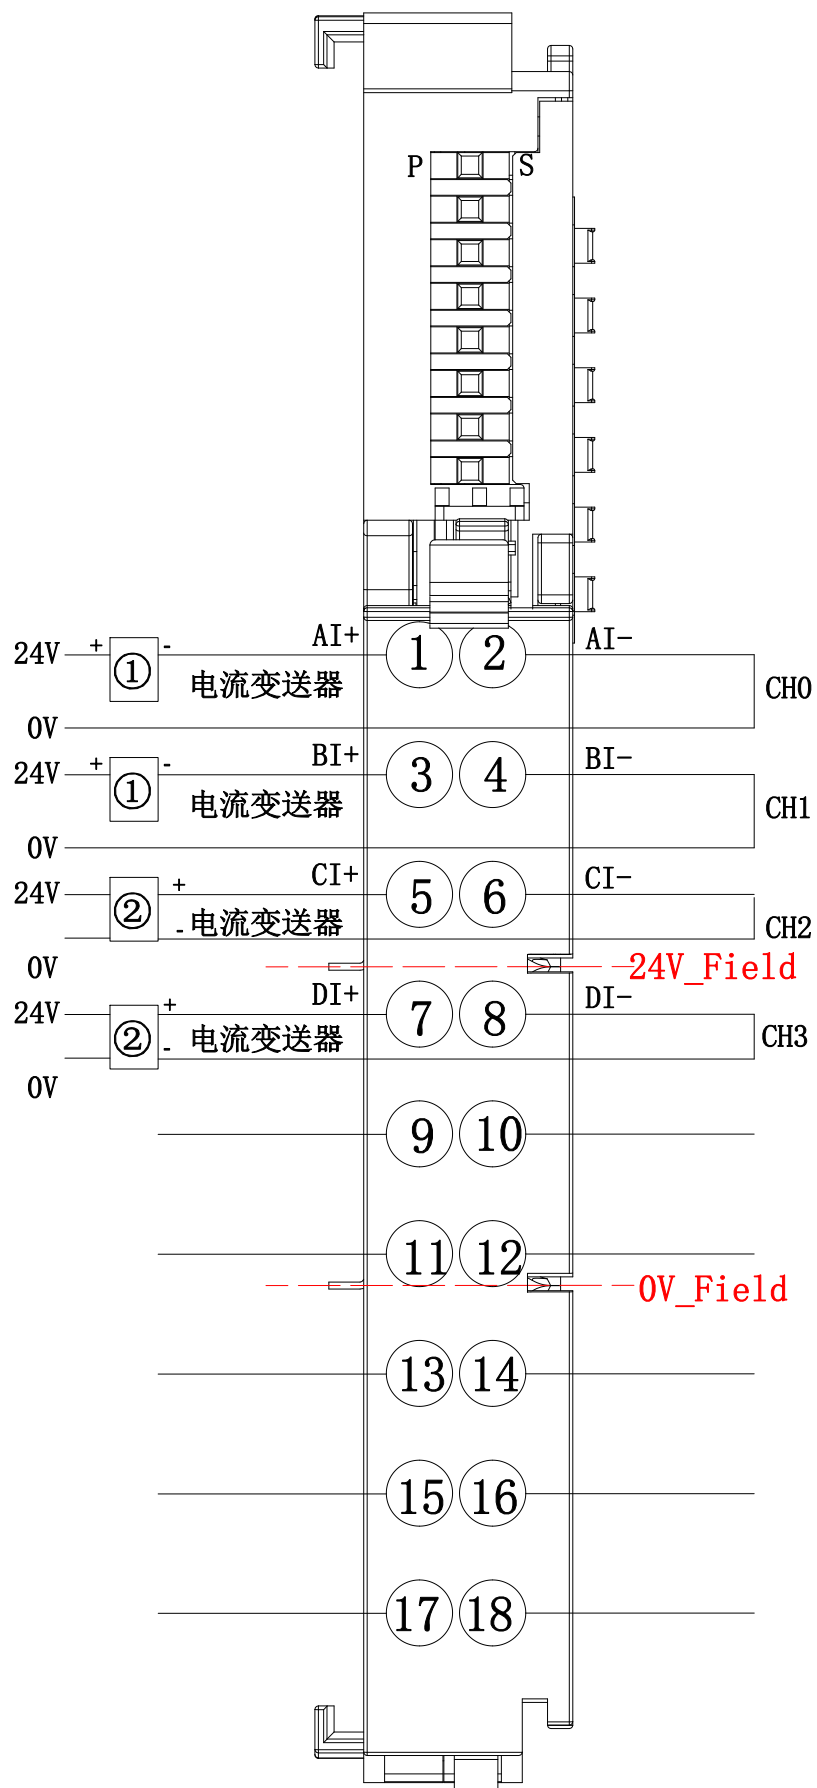 P S
AI+ 1 2 AI-
24V + ① -
电流变送器 CH0
0V
BI+ 3 4 BI-
24V + ① -
电流变送器 CH1
0V
CI+ 5 6 CI-
24V ② +
- 电流变送器 CH2
0V 24V_Field
DI+ 7 8 DI-
24V ② +
- 电流变送器 CH3
0V
9 10
11 12
0V_Field
13 14
15 16
17 18